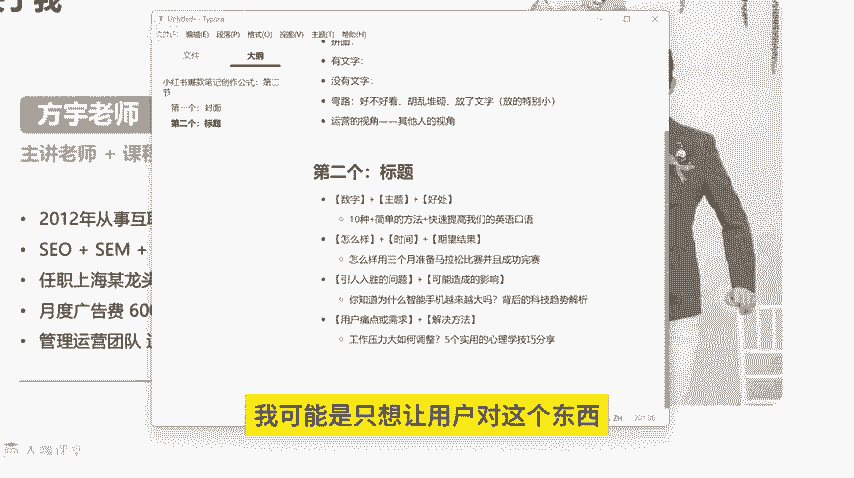 于我
Untitled - Typora
编辑(E) 段落(P) 格式(O) 视图(V) 主题(T) 帮助(H)
文件 大纲
小红书爆款笔记创作公式：第二节
第一个：封面
第二个：标题
拼图：
有文字：
没有文字：
弯路：好不好看、胡乱堆砌、放了文字（放的特别小）
运营的视角——其他人的视角
第二个：标题
【数字】+【主题】+【好处】
10种+简单的方法+快速提高我们的英语口语
【怎么样】+【时间】+【期望结果】
怎么样用三个月准备马拉松比赛并且成功完赛
【引人入胜的问题】+【可能造成的影响】
你知道为什么智能手机越来越大吗？背后的科技趋势解析
【用户痛点或需求】+【解决方法】
工作压力大如何调整？5个实用的心理学技巧分享
方宇老师
主讲老师 + 课程
2012年从事互联
SEO + SEM +
任职上海某龙头
月度广告费 600
管理运营团队
我可能是只想让用户对这个东西